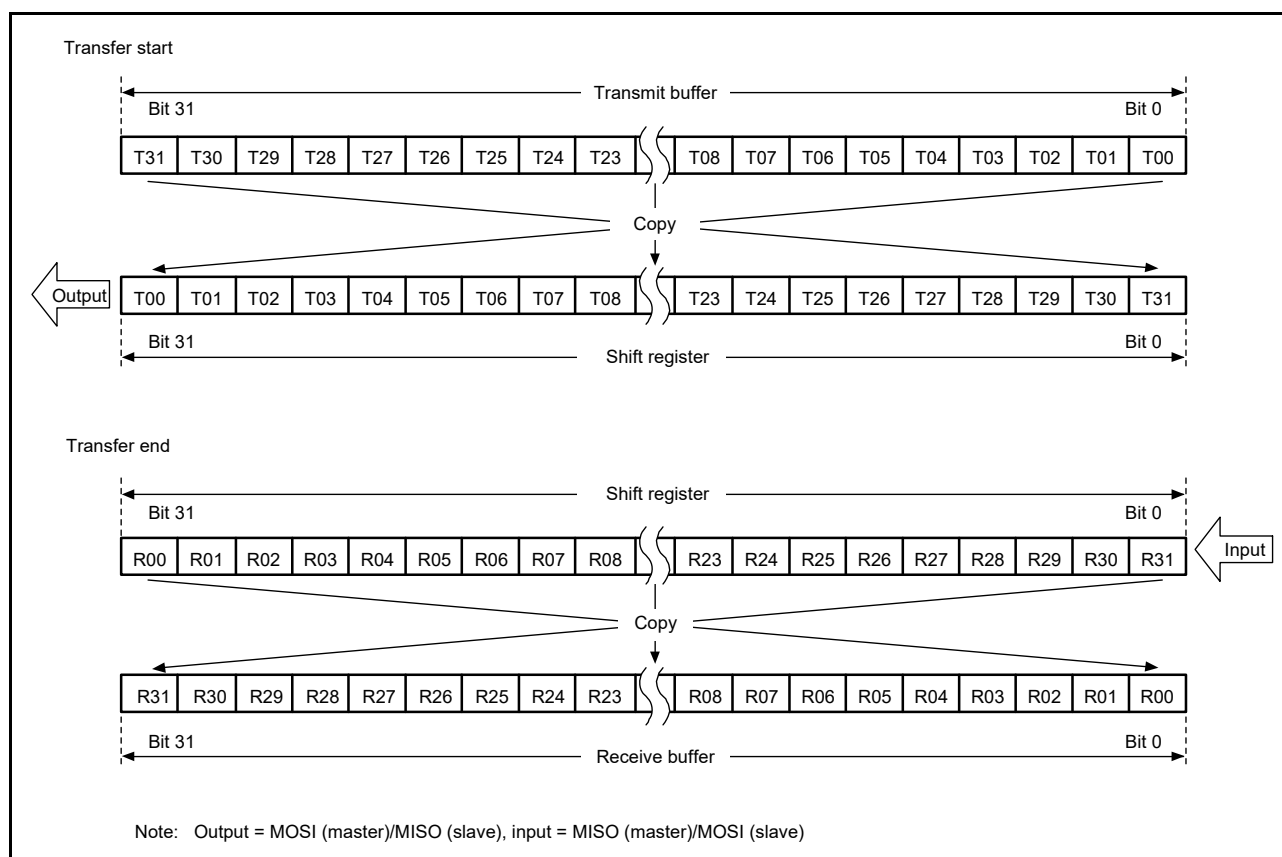 Transfer start
Transmit buffer
Bit 31 Bit 0
T31 T30 T29 T28 T27 T26 T25 T24 T23 T08 T07 T06 T05 T04 T03 T02 T01 T00
Copy
Output T00 T01 T02 T03 T04 T05 T06 T07 T08 T23 T24 T25 T26 T27 T28 T29 T30 T31
Bit 31 Bit 0
Shift register
Transfer end
Shift register
Bit 31 Bit 0
R00 R01 R02 R03 R04 R05 R06 R07 R08 R23 R24 R25 R26 R27 R28 R29 R30 R31 Input
Copy
R31 R30 R29 R28 R27 R26 R25 R24 R23 R08 R07 R06 R05 R04 R03 R02 R01 R00
Bit 31 Bit 0
Receive buffer
Note: Output = MOSI (master)/MISO (slave), input = MISO (master)/MOSI (slave)